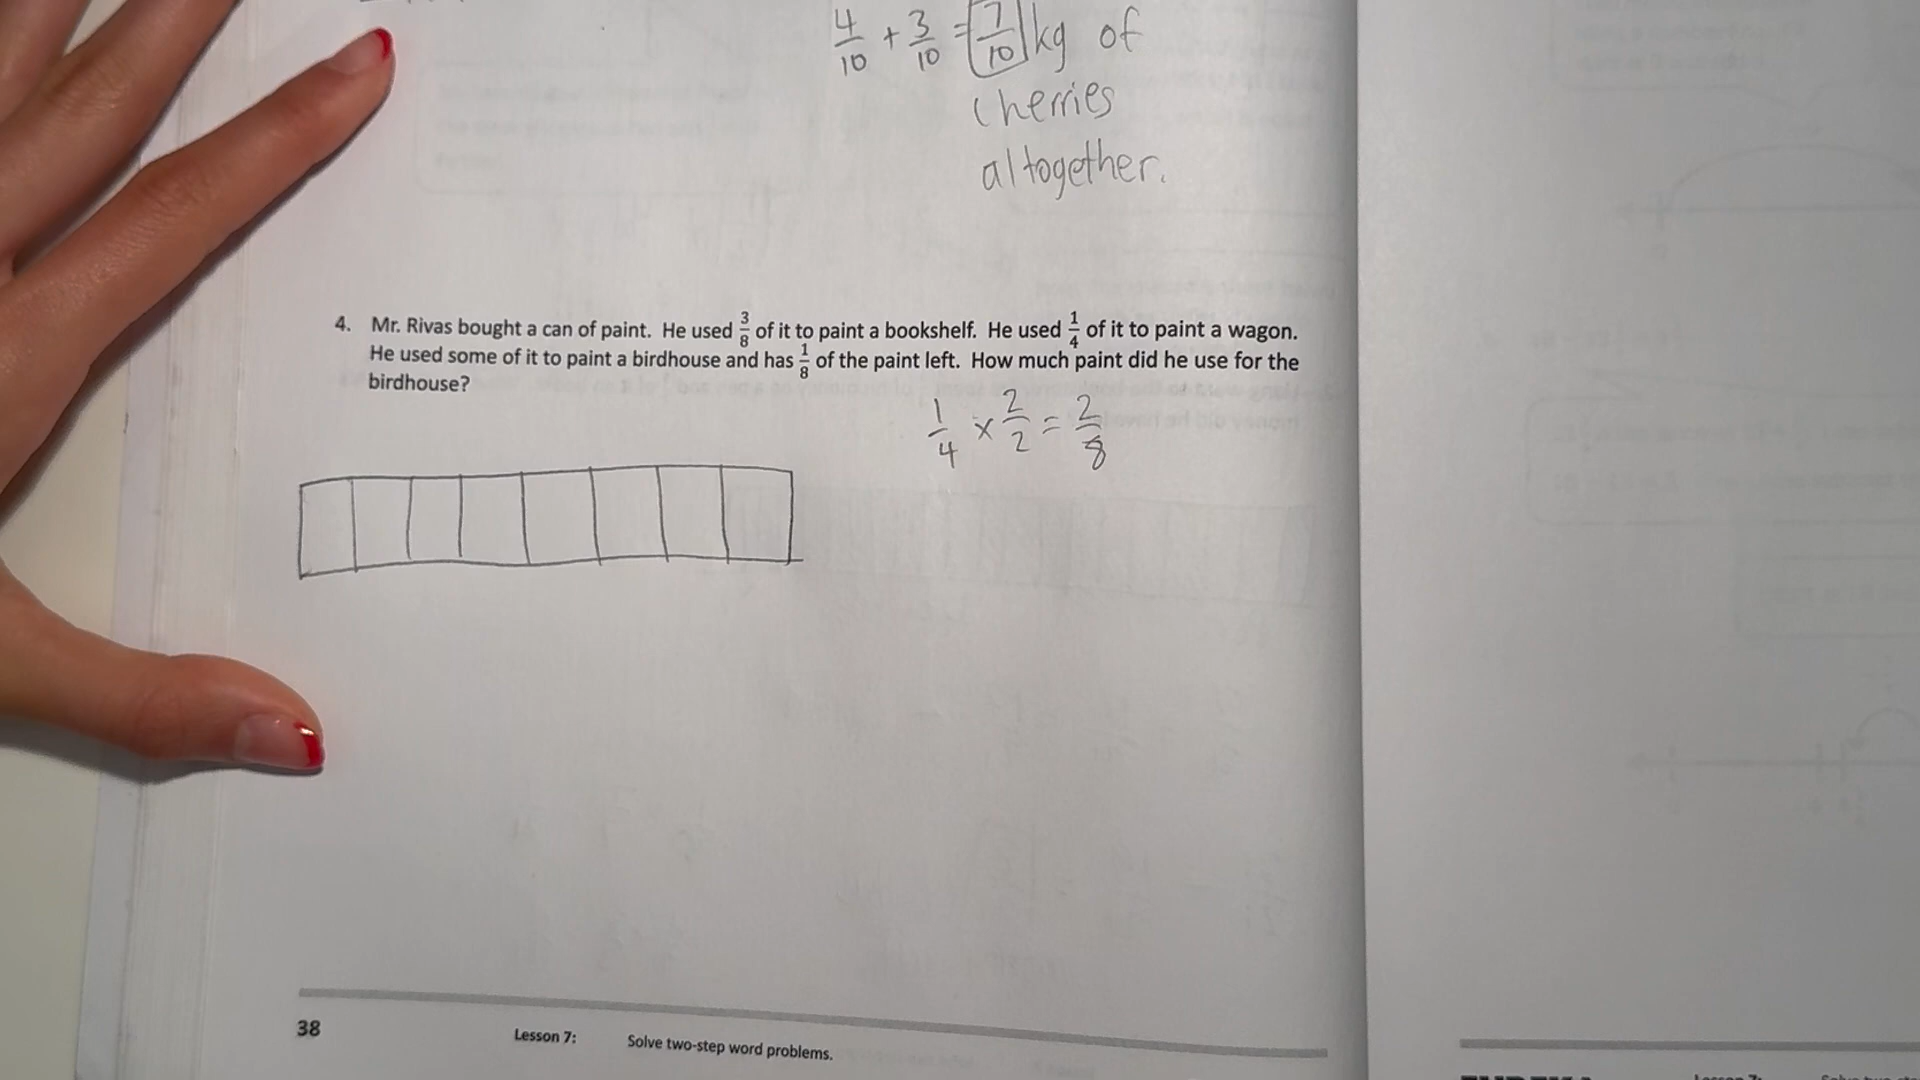 4/10 + 3/10 = 7/10 kg of
cherries
altogether.
4. Mr. Rivas bought a can of paint. He used 3/8 of it to paint a bookshelf. He used 1/4 of it to paint a wagon.
He used some of it to paint a birdhouse and has 1/8 of the paint left. How much paint did he use for the
birdhouse?
1/4 x 2/2 = 2/8
38 Lesson 7: Solve two-step word problems.